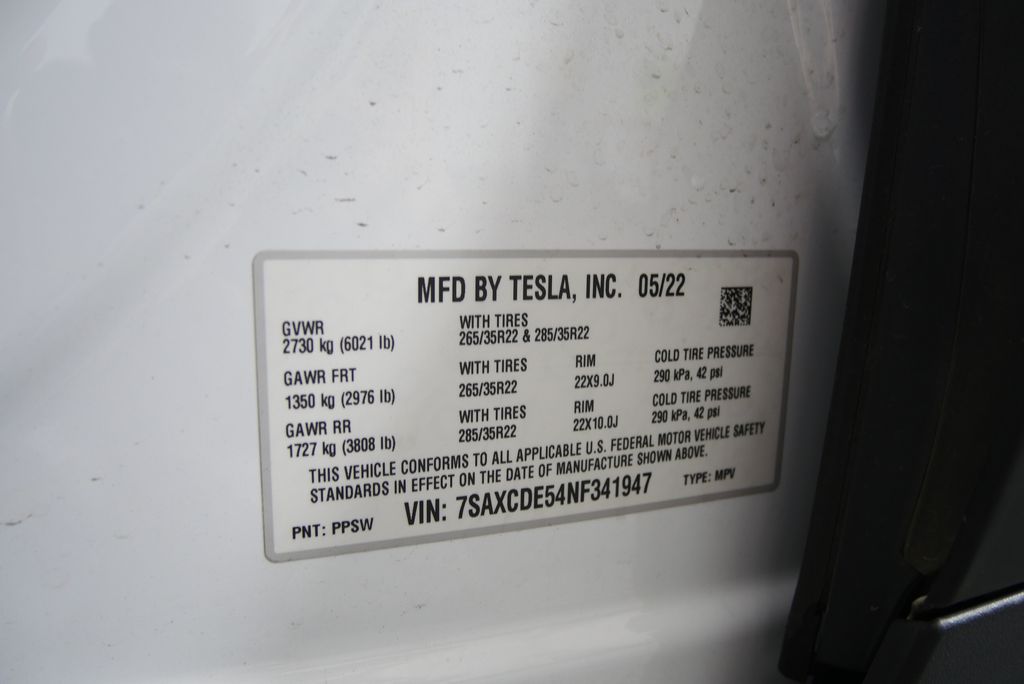 MFD BY TESLA, INC. 05/22
GVWR
2730 kg (6021 lb)
WITH TIRES
265/35R22 & 285/35R22
GAWR FRT
1350 kg (2976 lb)
WITH TIRES
265/35R22
RIM
22X9.0J
COLD TIRE PRESSURE
290 kPa, 42 psi
GAWR RR
1727 kg (3808 lb)
WITH TIRES
285/35R22
RIM
22X10.0J
COLD TIRE PRESSURE
290 kPa, 42 psi
THIS VEHICLE CONFORMS TO ALL APPLICABLE U.S. FEDERAL MOTOR VEHICLE SAFETY
STANDARDS IN EFFECT ON THE DATE OF MANUFACTURE SHOWN ABOVE.
PNT: PPSW VIN: 7SAXCDE54NF341947 TYPE: MPV